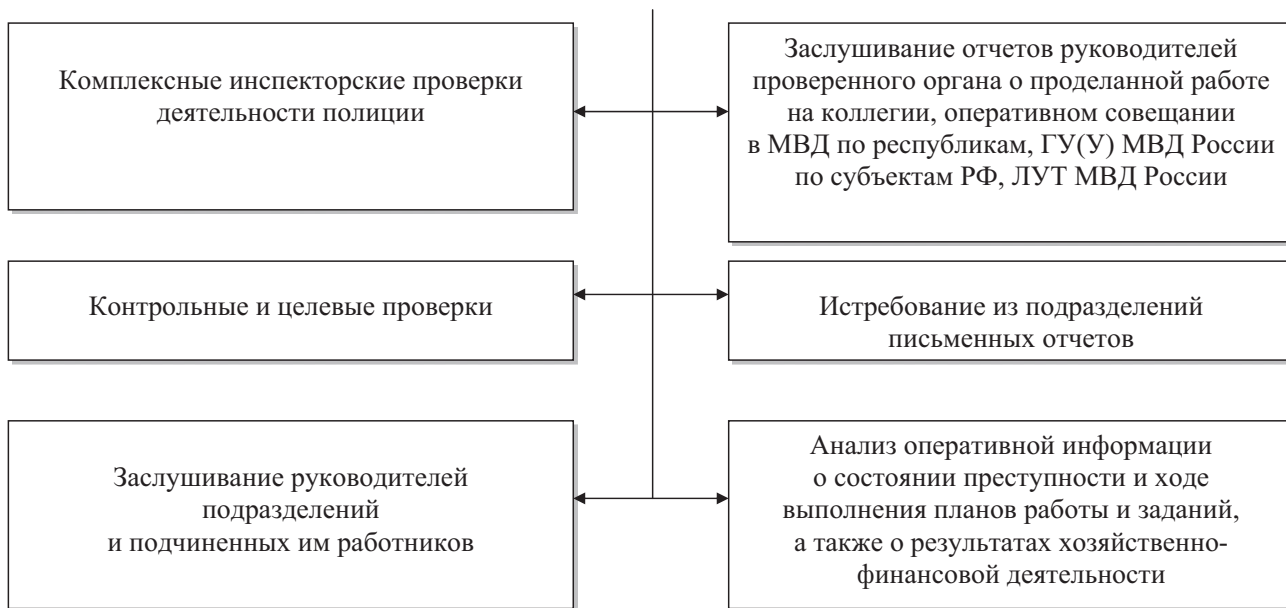 Комплексные инспекторские проверки
деятельности полиции
Заслушивание отчетов руководителей
проверенного органа о проделанной работе
на коллегии, оперативном совещании
в МВД по республикам, ГУ(У) МВД России
по субъектам РФ, ЛУТ МВД России
Контрольные и целевые проверки
Истребование из подразделений
письменных отчетов
Заслушивание руководителей
подразделений
и подчиненных им работников
Анализ оперативной информации
о состоянии преступности и ходе
выполнения планов работы и заданий,
а также о результатах хозяйственно-
финансовой деятельности